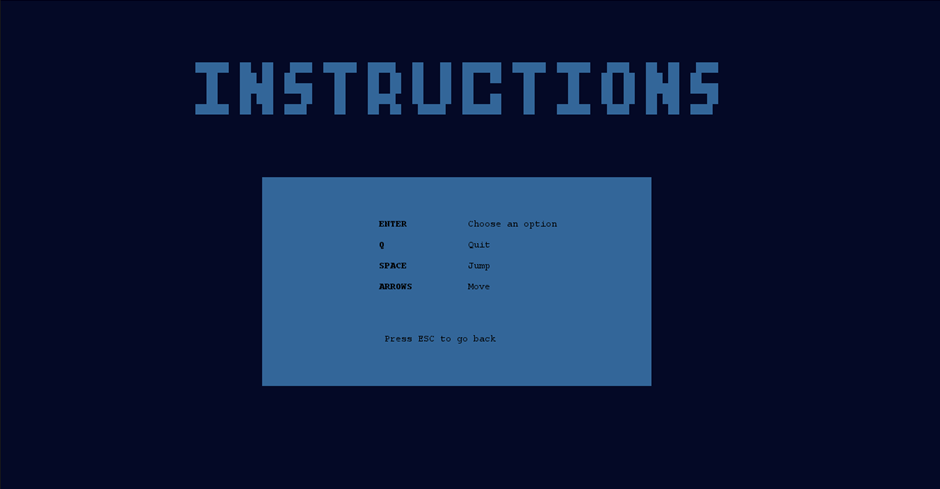 INSTRUCTIONS
ENTER Choose an option
Q Quit
SPACE Jump
ARROWS Move
Press ESC to go back